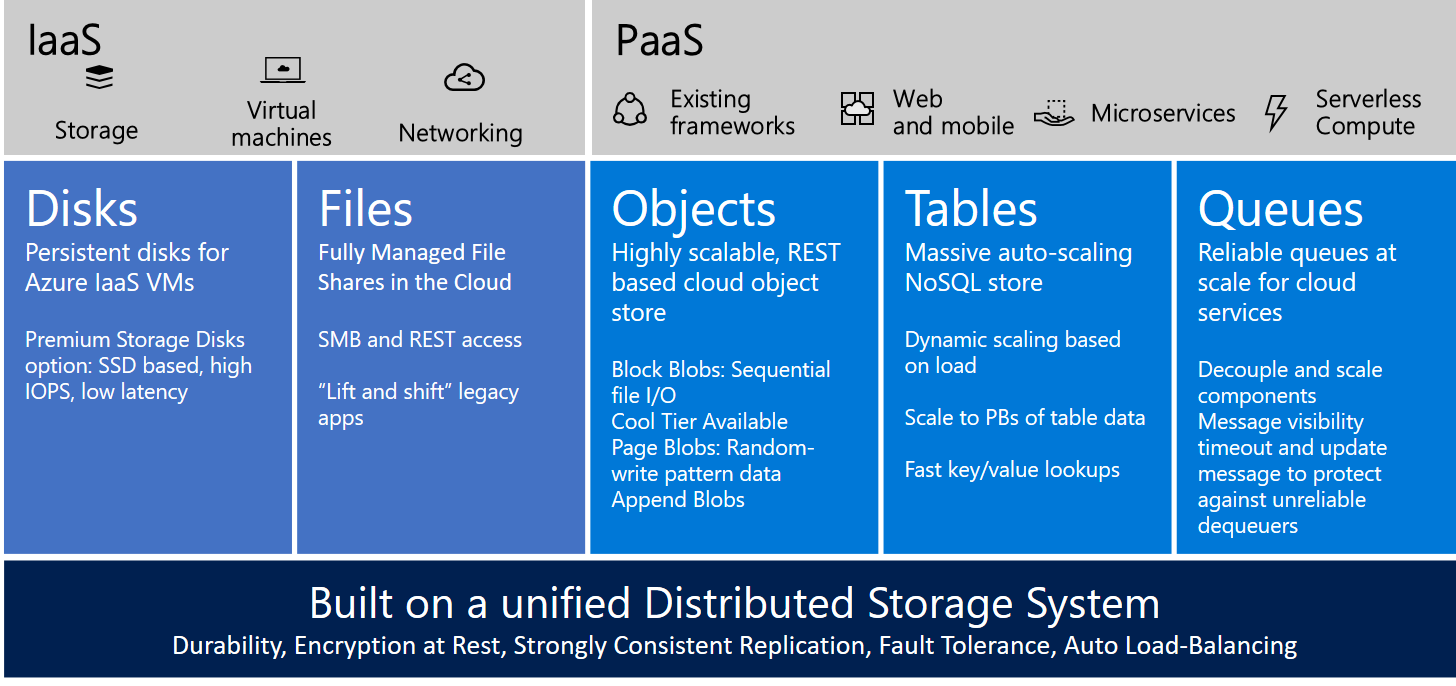 IaaS
Storage
Virtual
machines
Networking
PaaS
Existing
frameworks
Web
and mobile
Microservices
Serverless
Compute
Disks
Persistent disks for
Azure IaaS VMs
Premium Storage Disks
option: SSD based, high
IOPS, low latency
Files
Fully Managed File
Shares in the Cloud
SMB and REST access
“Lift and shift” legacy
apps
Objects
Highly scalable, REST
based cloud object
store
Block Blobs: Sequential
file I/O
Cool Tier Available
Page Blobs: Random-
write pattern data
Append Blobs
Tables
Massive auto-scaling
NoSQL store
Dynamic scaling based
on load
Scale to PBs of table data
Fast key/value lookups
Queues
Reliable queues at
scale for cloud
services
Decouple and scale
components
Message visibility
timeout and update
message to protect
against unreliable
dequeuers
Built on a unified Distributed Storage System
Durability, Encryption at Rest, Strongly Consistent Replication, Fault Tolerance, Auto Load-Balancing